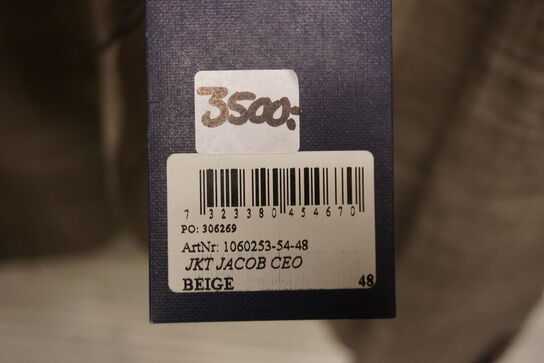 3500:-
7 323380 454670
PO: 306269
ArtNr: 1060253-54-48
JKT JACOB CEO
BEIGE 48